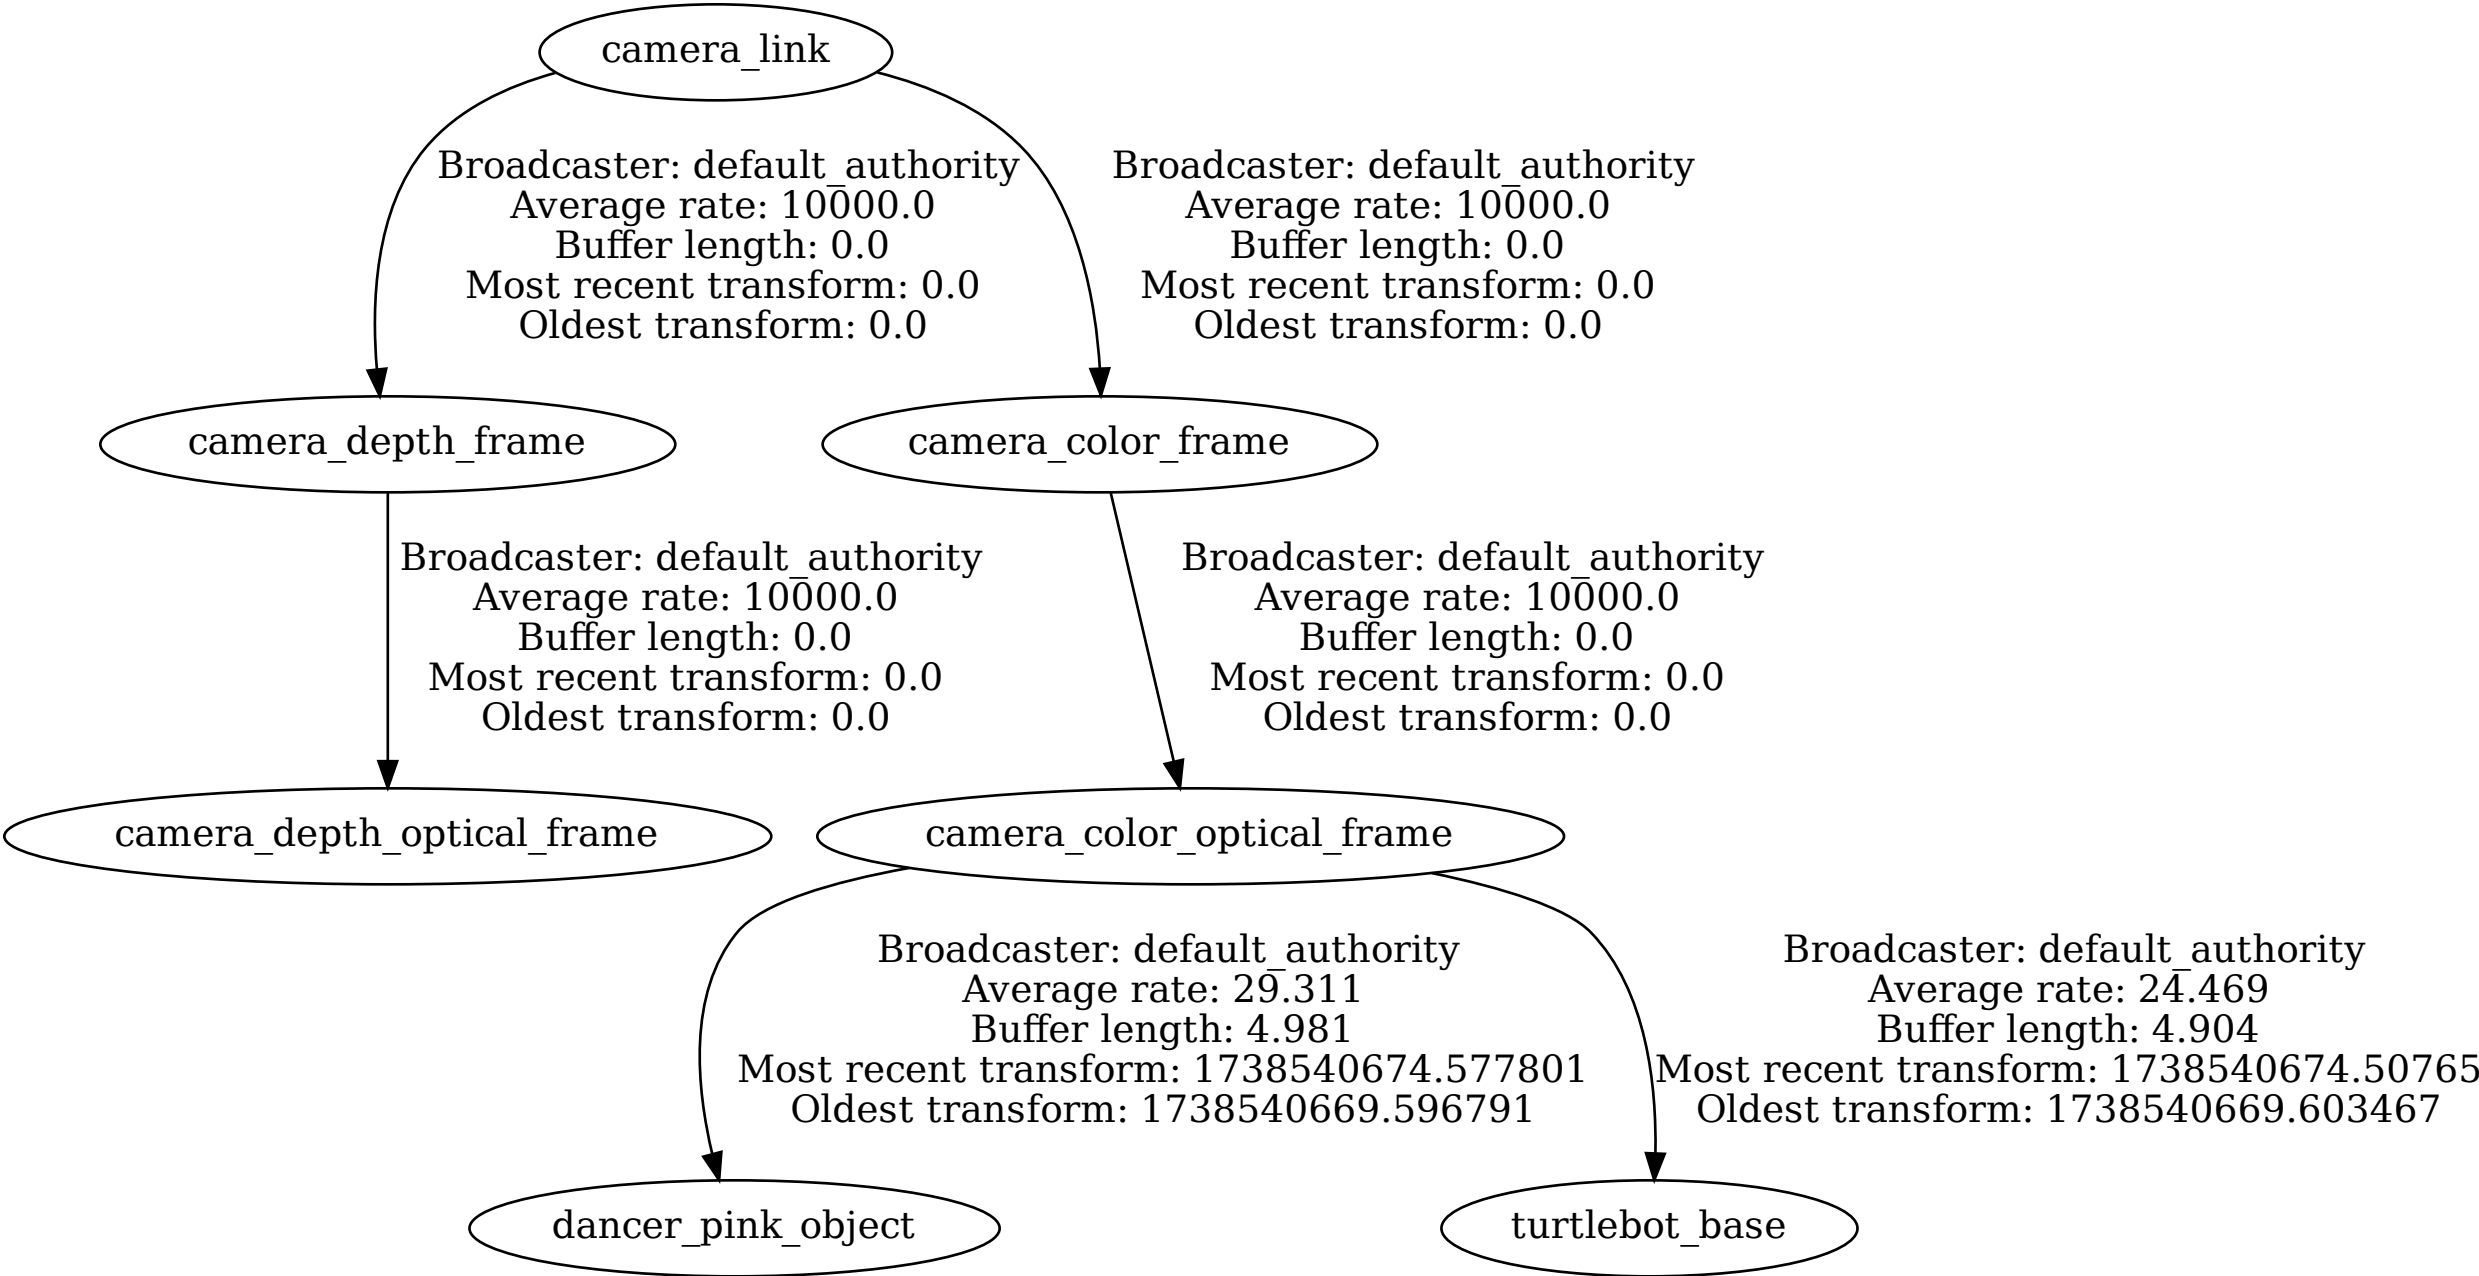 camera_link
Broadcaster: default_authority
Average rate: 10000.0
Buffer length: 0.0
Most recent transform: 0.0
Oldest transform: 0.0
Broadcaster: default_authority
Average rate: 10000.0
Buffer length: 0.0
Most recent transform: 0.0
Oldest transform: 0.0
camera_depth_frame
camera_color_frame
Broadcaster: default_authority
Average rate: 10000.0
Buffer length: 0.0
Most recent transform: 0.0
Oldest transform: 0.0
Broadcaster: default_authority
Average rate: 10000.0
Buffer length: 0.0
Most recent transform: 0.0
Oldest transform: 0.0
camera_depth_optical_frame
camera_color_optical_frame
Broadcaster: default_authority
Average rate: 29.311
Buffer length: 4.981
Most recent transform: 1738540674.577801
Oldest transform: 1738540669.596791
Broadcaster: default_authority
Average rate: 24.469
Buffer length: 4.904
Most recent transform: 1738540674.50765
Oldest transform: 1738540669.603467
dancer_pink_object
turtlebot_base